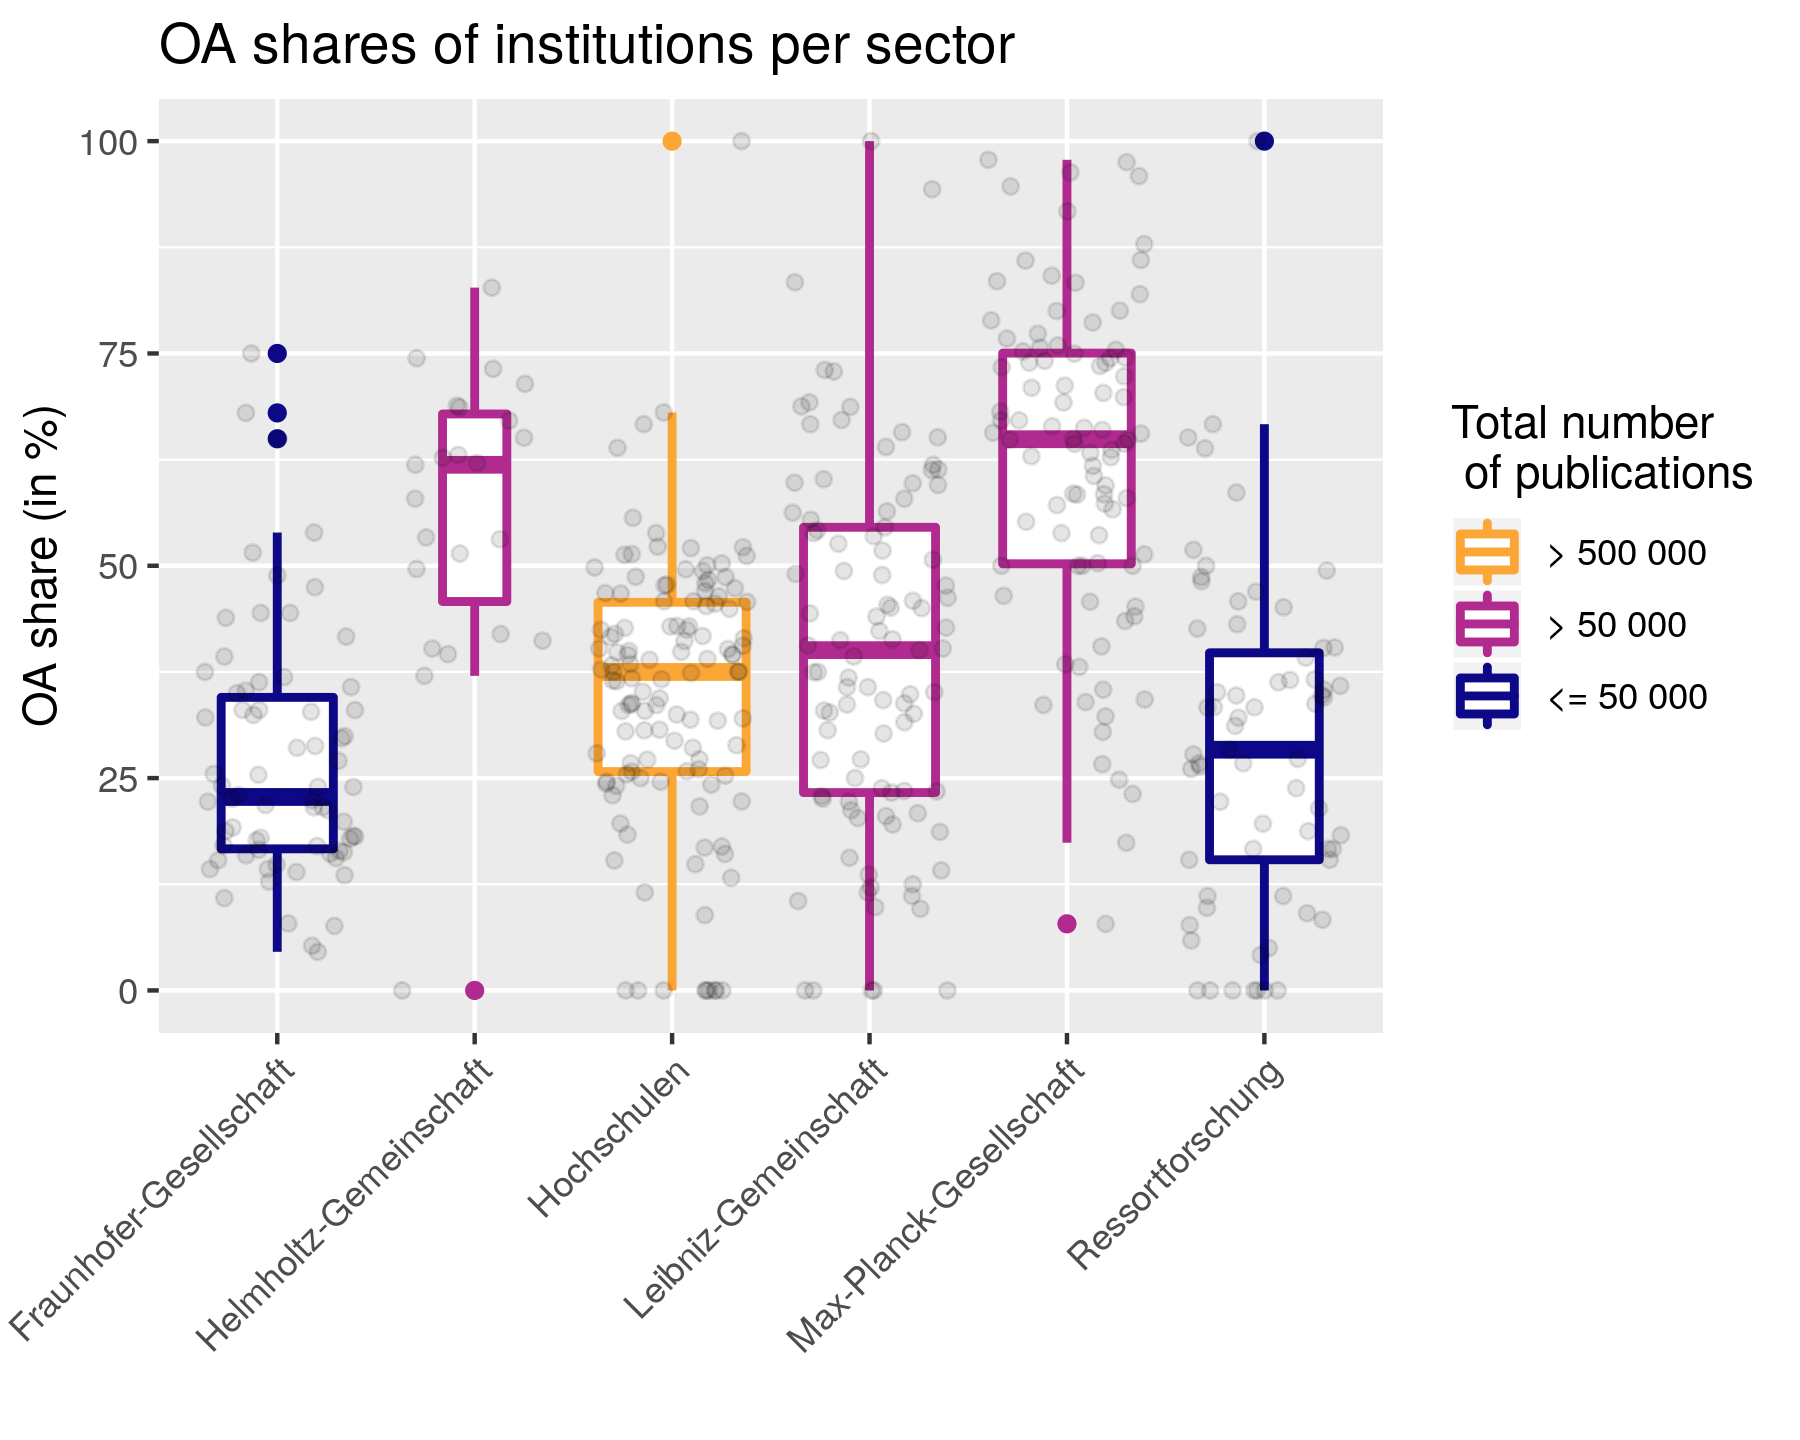 OA shares of institutions per sector
OA share (in %)
100
75
50
25
0
Fraunhofer-Gesellschaft
Helmholtz-Gemeinschaft
Hochschulen
Leibniz-Gemeinschaft
Max-Planck-Gesellschaft
Ressortforschung
Total number
of publications
> 500 000
> 50 000
<= 50 000